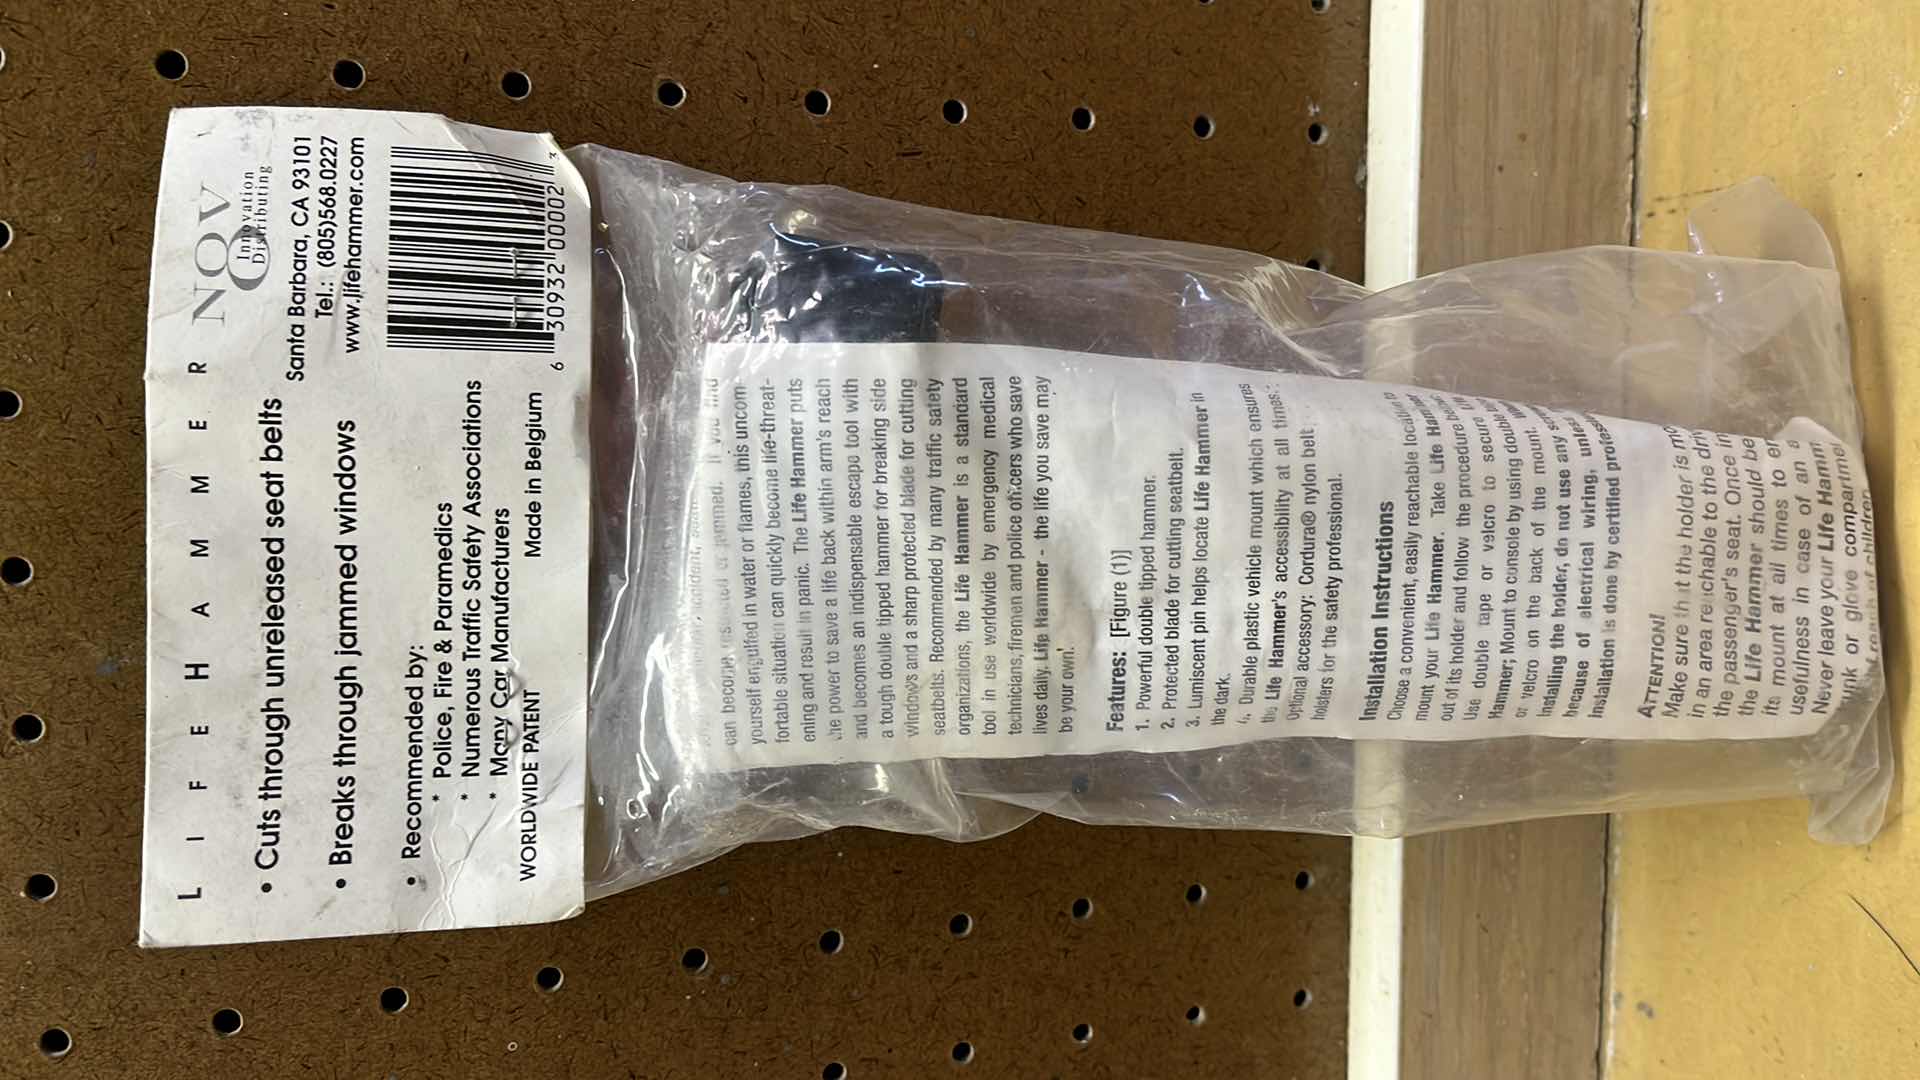 LIFEHAMMER
NOVO
Innovation
Distributing
• Cuts through unreleased seat belts
• Breaks through jammed windows
• Recommended by:
* Police, Fire & Paramedics
* Numerous Traffic Safety Associations
* Many Car Manufacturers
WORLDWIDE PATENT
Made in Belgium
Santa Barbara, CA 93101
Tel.: (805)568.0227
www.lifehammer.com
6 30932 00002 3
If you find
yourself engulfed in water or flames, this uncom
fortable situation can quickly become life-threat-
ening and result in panic. The Life Hammer puts
the power to save a life back within arm's reach
and becomes an indispensable escape tool with
a tough double tipped hammer for breaking side
windows and a sharp protected blade for cutting
seatbelts. Recommended by many traffic safety
organizations, the Life Hammer is a standard
tool in use worldwide by emergency medical
technicians, firemen and police officers who save
lives daily. Life Hammer - the life you save may
be your own!
Features: [Figure (1)]
1. Powerful double tipped hammer.
2. Protected blade for cutting seatbelt.
3. Lumiscent pin helps locate Life Hammer in
the dark.
4. Durable plastic vehicle mount which ensures
the Life Hammer's accessibility at all times.
Optional accessory: Cordura® nylon belt
holsters for the safety professional.
Installation Instructions
Choose a convenient, easily reachable location to
mount your Life Hammer. Take Life Hammer
out of its holder and follow the procedure
Use double tape or velcro to secure
Hammer; Mount to console by using double
or velcro on the back of the mount.
Installing the holder, do not use any
because of electrical wiring, unless
Installation is done by certified
ATTENTION!
Make sure that the holder is
in an area reachable to the
the passenger's seat. Once in
the Life Hammer should be
its mount at all times to
usefulness in case of an
Never leave your Life
or glove
reach of children